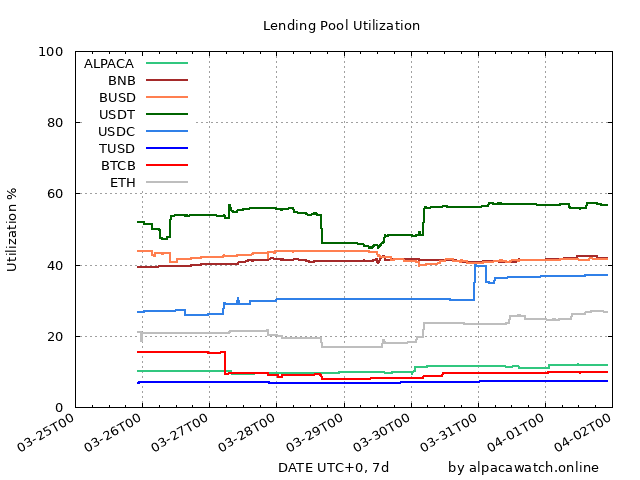 Lending Pool Utilization
Utilization %
100
80
60
40
20
0
ALPACA
BNB
BUSD
USDT
USDC
TUSD
BTCB
ETH
03-25T00
03-26T00
03-27T00
03-28T00
03-29T00
03-30T00
03-31T00
04-01T00
04-02T00
DATE UTC+0, 7d
by alpacawatch.online